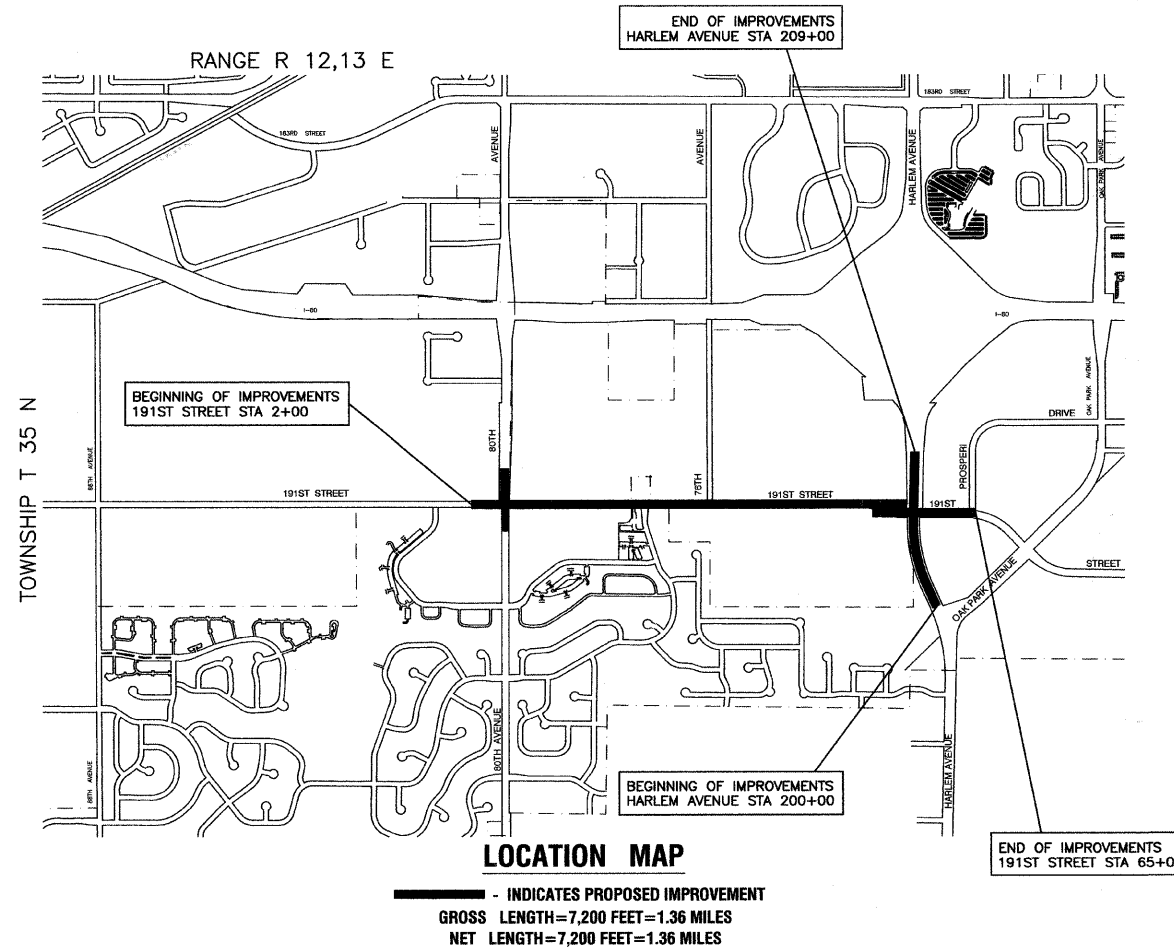 END OF IMPROVEMENTS
HARLEM AVENUE STA 209+00
RANGE R 12,13 E
183RD STREET
183RD STREET
AVENUE
AVENUE
HARLEM AVENUE
OAK PARK AVENUE
I-80
I-80
BEGINNING OF IMPROVEMENTS
191ST STREET STA 2+00
TOWNSHIP T 35 N
88TH AVENUE
80TH
76TH
OAK PARK AVENUE
DRIVE
PROSPERI
191ST STREET
191ST STREET
191ST
STREET
OAK PARK AVENUE
88TH AVENUE
80TH AVENUE
HARLEM AVENUE
BEGINNING OF IMPROVEMENTS
HARLEM AVENUE STA 200+00
END OF IMPROVEMENTS
191ST STREET STA 65+0
LOCATION MAP
- INDICATES PROPOSED IMPROVEMENT
GROSS LENGTH=7,200 FEET=1.36 MILES
NET LENGTH=7,200 FEET=1.36 MILES